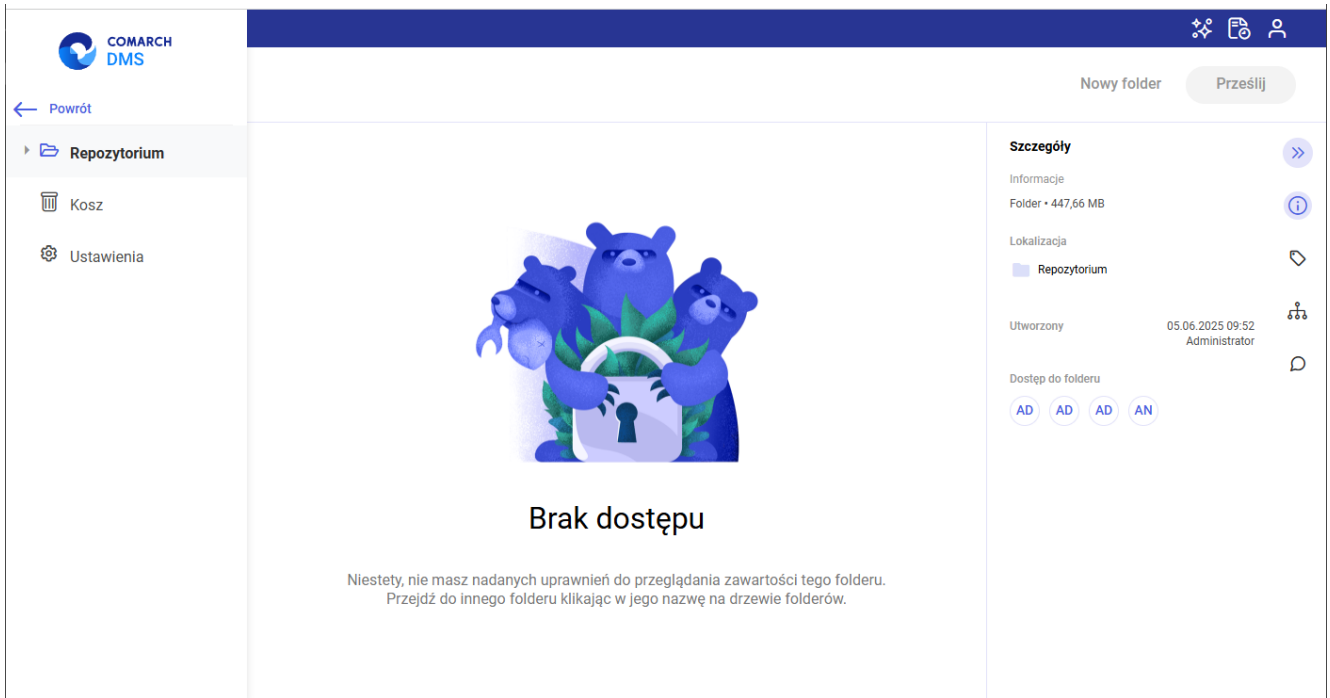 COMARCH
DMS
Powrót
Repozytorium
Kosz
Ustawienia
Nowy folder
Prześlij
Brak dostępu
Niestety, nie masz nadanych uprawnień do przeglądania zawartości tego folderu.
Przejdź do innego folderu klikając w jego nazwę na drzewie folderów.
Szczegóły
Informacje
Folder • 447,66 MB
Lokalizacja
Repozytorium
Utworzony
05.06.2025 09:52
Administrator
Dostęp do folderu
AD AD AD AN